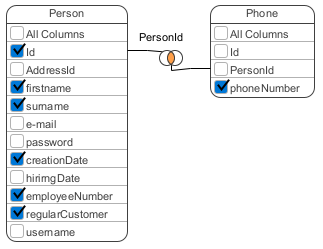 Person
All Columns
Id
AddressId
firstname
surname
e-mail
password
creationDate
hirimgDate
employeeNumber
regularCustomer
username
PersonId
Phone
All Columns
Id
PersonId
phoneNumber